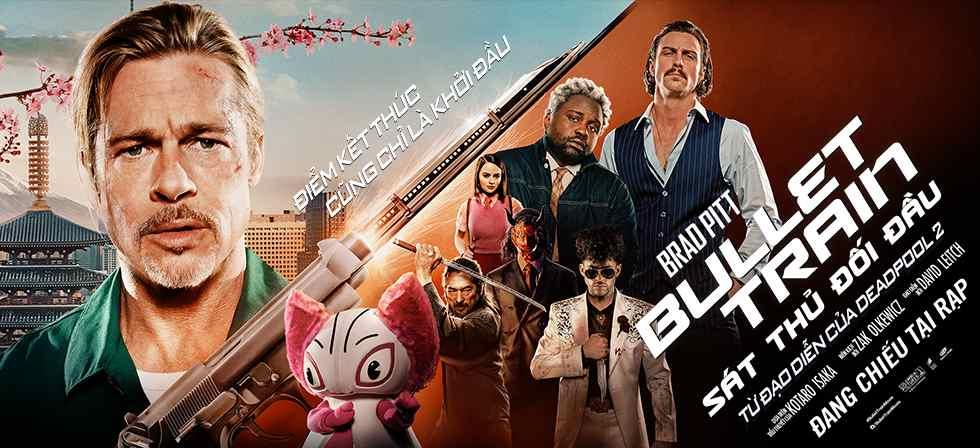 ĐIỂM KẾT THÚC
CŨNG CHỈ LÀ KHỞI ĐẦU
BRAD PITT
BULLET
TRAIN
SÁT THỦ ĐỐI ĐẦU
TỪ ĐẠO DIỄN CỦA DEADPOOL 2
KOTARO ISAKA
ZAK OLKEWICZ
DAVID LEITCH
ĐANG CHIẾU TẠI RẠP